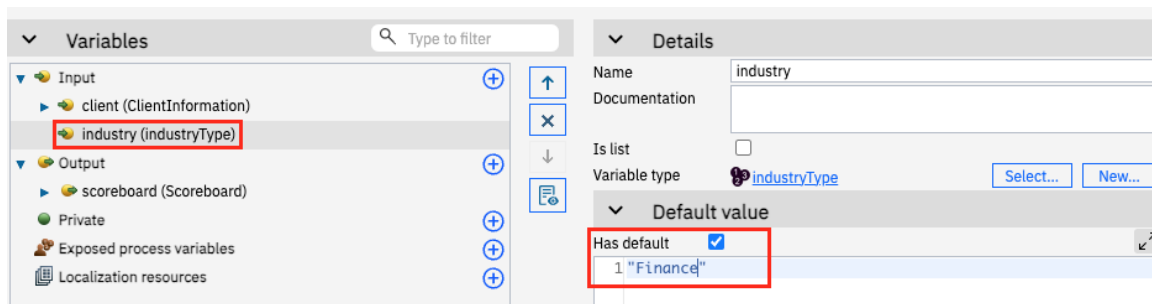 Variables
Type to filter
Input
client (ClientInformation)
industry (industryType)
Output
scoreboard (Scoreboard)
Private
Exposed process variables
Localization resources
Details
Name industry
Documentation
Is list
Variable type industryType Select... New...
Default value
Has default
1 "Finance"